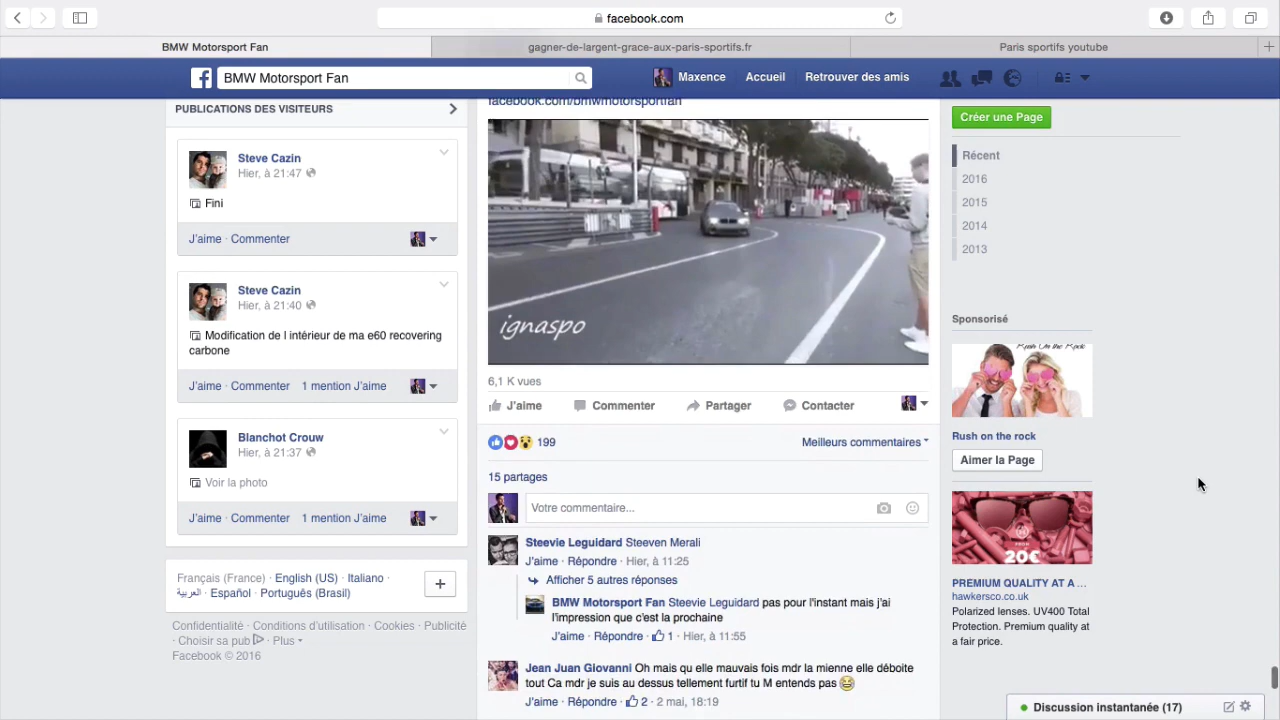 facebook.com
BMW Motorsport Fan
gagner-de-largent-grace-aux-paris-sportifs.fr
Paris sportifs youtube
BMW Motorsport Fan
Maxence
Accueil
Retrouver des amis
PUBLICATIONS DES VISITEURS
Steve Cazin
Hier, à 21:47
Fini
J'aime · Commenter
Steve Cazin
Hier, à 21:40
Modification de l intérieur de ma e60 recovering
carbone
J'aime · Commenter 1 mention J'aime
Blanchot Crouw
Hier, à 21:37
Voir la photo
J'aime · Commenter 1 mention J'aime
Français (France) · English (US) · Italiano ·
العربية · Español · Português (Brasil)
Confidentialité · Conditions d'utilisation · Cookies · Publicité
· Choisir sa pub · Plus
Facebook © 2016
facebook.com/bmwmotorsportfan
ignaspo
6,1 K vues
J'aime Commenter Partager Contacter
199
Meilleurs commentaires
15 partages
Votre commentaire...
Steevie Leguidard Steeven Merali
J'aime · Répondre · Hier, à 11:25
Afficher 5 autres réponses
BMW Motorsport Fan Steevie Leguidard pas pour l'instant mais j'ai
l'impression que c'est la prochaine
J'aime · Répondre · 1 · Hier, à 11:55
Jean Juan Giovanni Oh mais qu elle mauvais fois mdr la mienne elle déboite
tout Ca mdr je suis au dessus tellement furtif tu M entends pas 😂
J'aime · Répondre · 2 · 2 mai, 18:19
Créer une Page
Récent
2016
2015
2014
2013
Sponsorisé
Rush On the Rock
Rush on the rock
Aimer la Page
FROM
20€
PREMIUM QUALITY AT A ...
hawkersco.co.uk
Polarized lenses. UV400 Total
Protection. Premium quality at
a fair price.
Discussion instantanée (17)